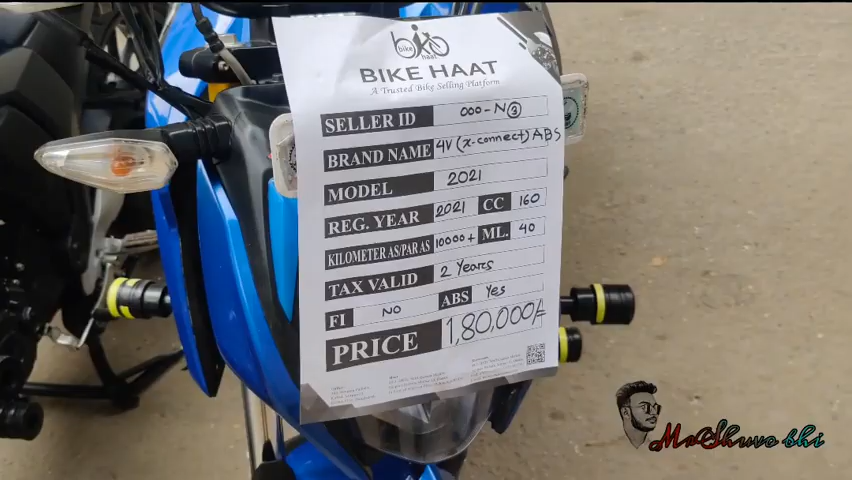 bike
haat
BIKE HAAT
A Trusted Bike Selling Platform
SELLER ID 000-N③
BRAND NAME 4V (x-connect) ABS
MODEL 2021
REG. YEAR 2021 CC 160
KILOMETER AS/PAR AS 10000+ ML. 40
TAX VALID 2 Years
FI NO ABS Yes
PRICE 1,80,000/=
MrShuvo bhi